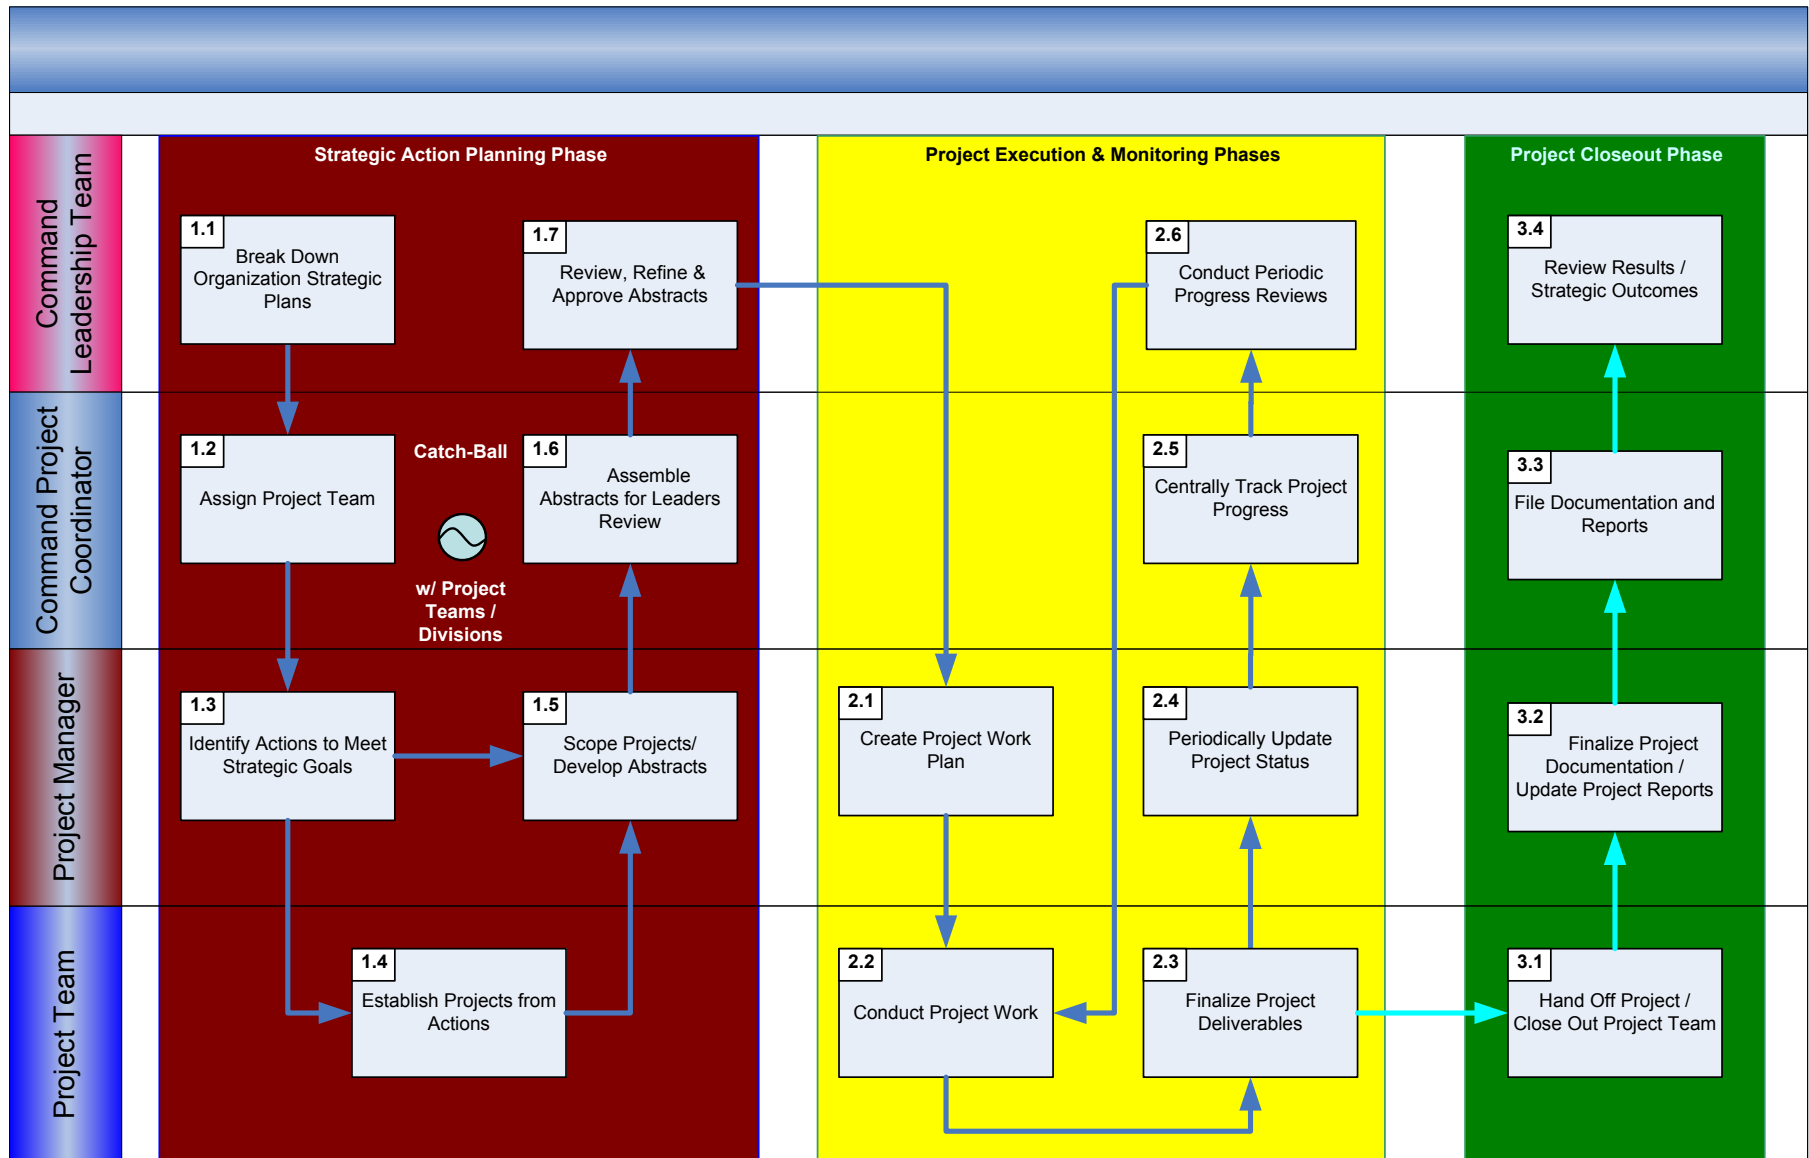 Command
Leadership Team
Command Project
Coordinator
Project Manager
Project Team
Strategic Action Planning Phase
1.1
Break Down
Organization Strategic
Plans
1.2
Assign Project Team
1.3
Identify Actions to Meet
Strategic Goals
1.4
Establish Projects from
Actions
1.5
Scope Projects/
Develop Abstracts
1.6
Assemble
Abstracts for Leaders
Review
1.7
Review, Refine &
Approve Abstracts
Catch-Ball
w/ Project
Teams /
Divisions
Project Execution & Monitoring Phases
2.1
Create Project Work
Plan
2.2
Conduct Project Work
2.3
Finalize Project
Deliverables
2.4
Periodically Update
Project Status
2.5
Centrally Track Project
Progress
2.6
Conduct Periodic
Progress Reviews
Project Closeout Phase
3.1
Hand Off Project /
Close Out Project Team
3.2
Finalize Project
Documentation /
Update Project Reports
3.3
File Documentation and
Reports
3.4
Review Results /
Strategic Outcomes